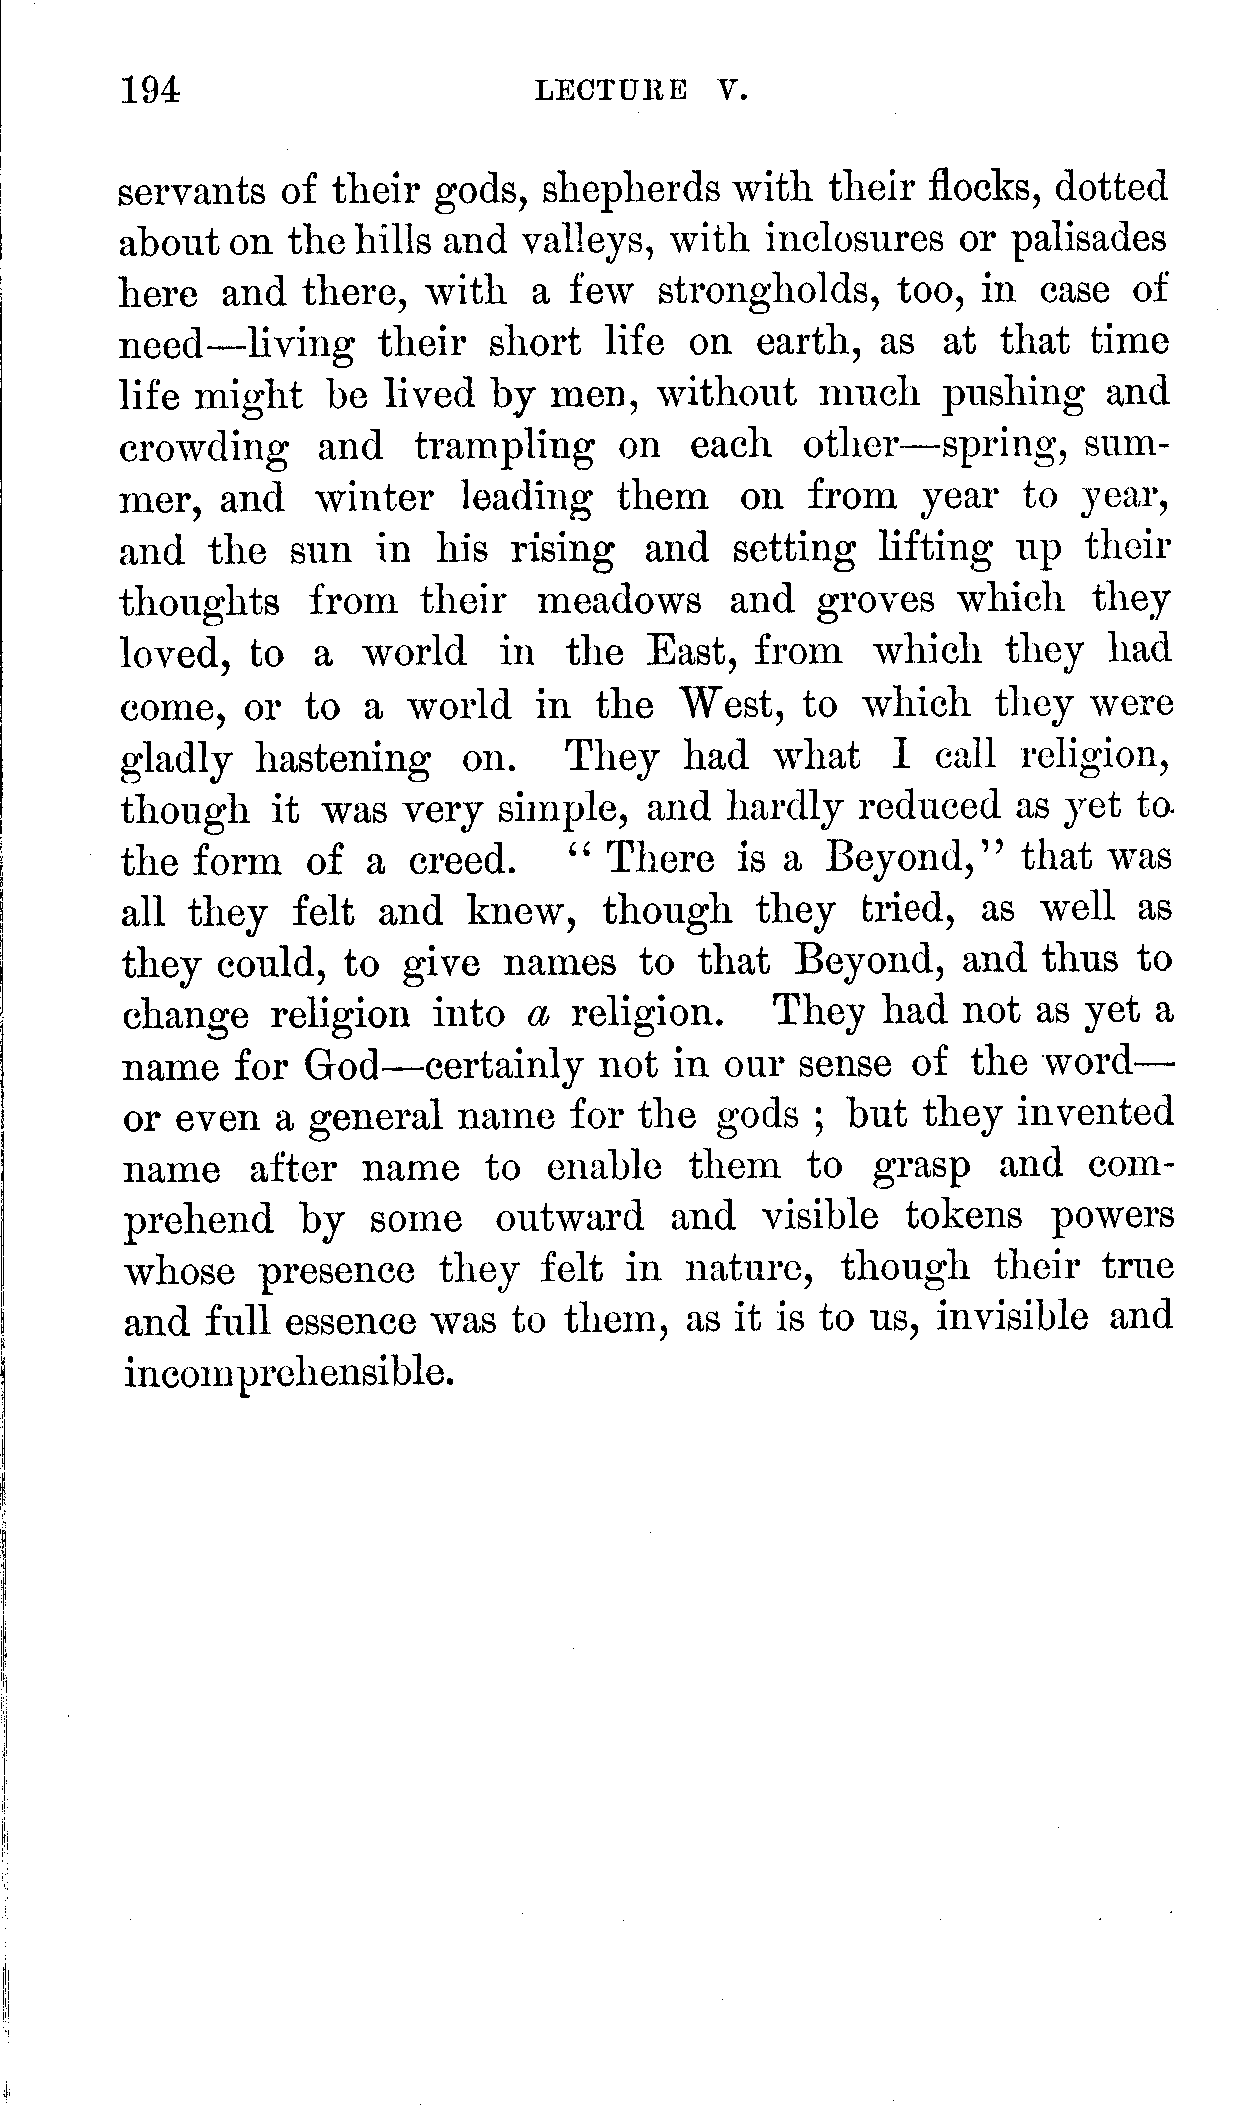 194 LECTURE V.
servants of their gods, shepherds with their flocks, dotted
about on the hills and valleys, with inclosures or palisades
here and there, with a few strongholds, too, in case of
need—living their short life on earth, as at that time
life might be lived by men, without much pushing and
crowding and trampling on each other—spring, sum-
mer, and winter leading them on from year to year,
and the sun in his rising and setting lifting up their
thoughts from their meadows and groves which they
loved, to a world in the East, from which they had
come, or to a world in the West, to which they were
gladly hastening on. They had what I call religion,
though it was very simple, and hardly reduced as yet to
the form of a creed. “ There is a Beyond,” that was
all they felt and knew, though they tried, as well as
they could, to give names to that Beyond, and thus to
change religion into a religion. They had not as yet a
name for God—certainly not in our sense of the word—
or even a general name for the gods ; but they invented
name after name to enable them to grasp and com-
prehend by some outward and visible tokens powers
whose presence they felt in nature, though their true
and full essence was to them, as it is to us, invisible and
incomprehensible.